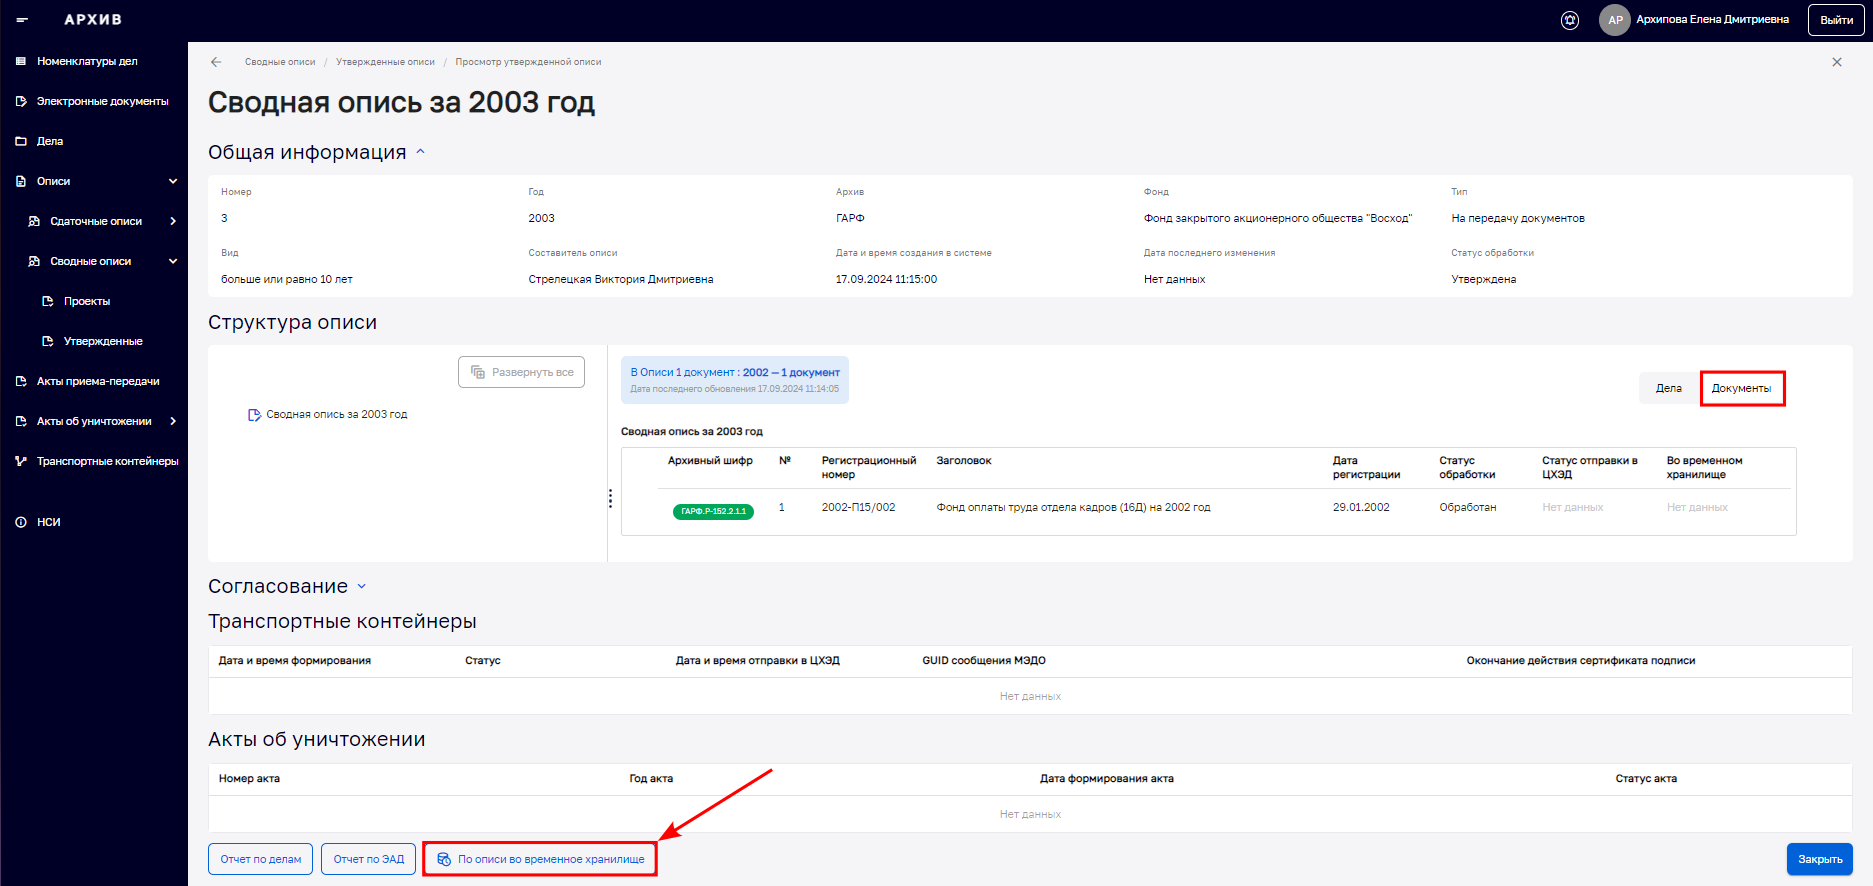 АРХИВ
АР
Архипова Елена Дмитриевна
Выйти
Номенклатуры дел
Электронные документы
Дела
Описи
Сдаточные описи
Сводные описи
Проекты
Утвержденные
Акты приема-передачи
Акты об уничтожении
Транспортные контейнеры
НСИ
Сводные описи / Утвержденные описи / Просмотр утвержденной описи
Сводная опись за 2003 год
Общая информация
Номер Год Архив Фонд Тип
3 2003 ГАРФ Фонд закрытого акционерного общества "Восход" На передачу документов
Вид Составитель описи Дата и время создания в системе Дата последнего изменения Статус обработки
больше или равно 10 лет Стрелецкая Виктория Дмитриевна 17.09.2024 11:15:00 Нет данных Утверждена
Структура описи
Развернуть все
Сводная опись за 2003 год
В Описи 1 документ : 2002 — 1 документ
Дата последнего обновления 17.09.2024 11:14:05
Дела Документы
Сводная опись за 2003 год
Архивный шифр № Регистрационный номер Заголовок Дата регистрации Статус обработки Статус отправки в ЦХЭД Во временном хранилище
ГАРФ.Р-152.2.1.1 1 2002-П15/002 Фонд оплаты труда отдела кадров (16Д) на 2002 год 29.01.2002 Обработан Нет данных Нет данных
Согласование
Транспортные контейнеры
Дата и время формирования Статус Дата и время отправки в ЦХЭД GUID сообщения МЭДО Окончание действия сертификата подписи
Нет данных
Акты об уничтожении
Номер акта Год акта Дата формирования акта Статус акта
Нет данных
Отчет по делам Отчет по ЭАД По описи во временное хранилище Закрыть